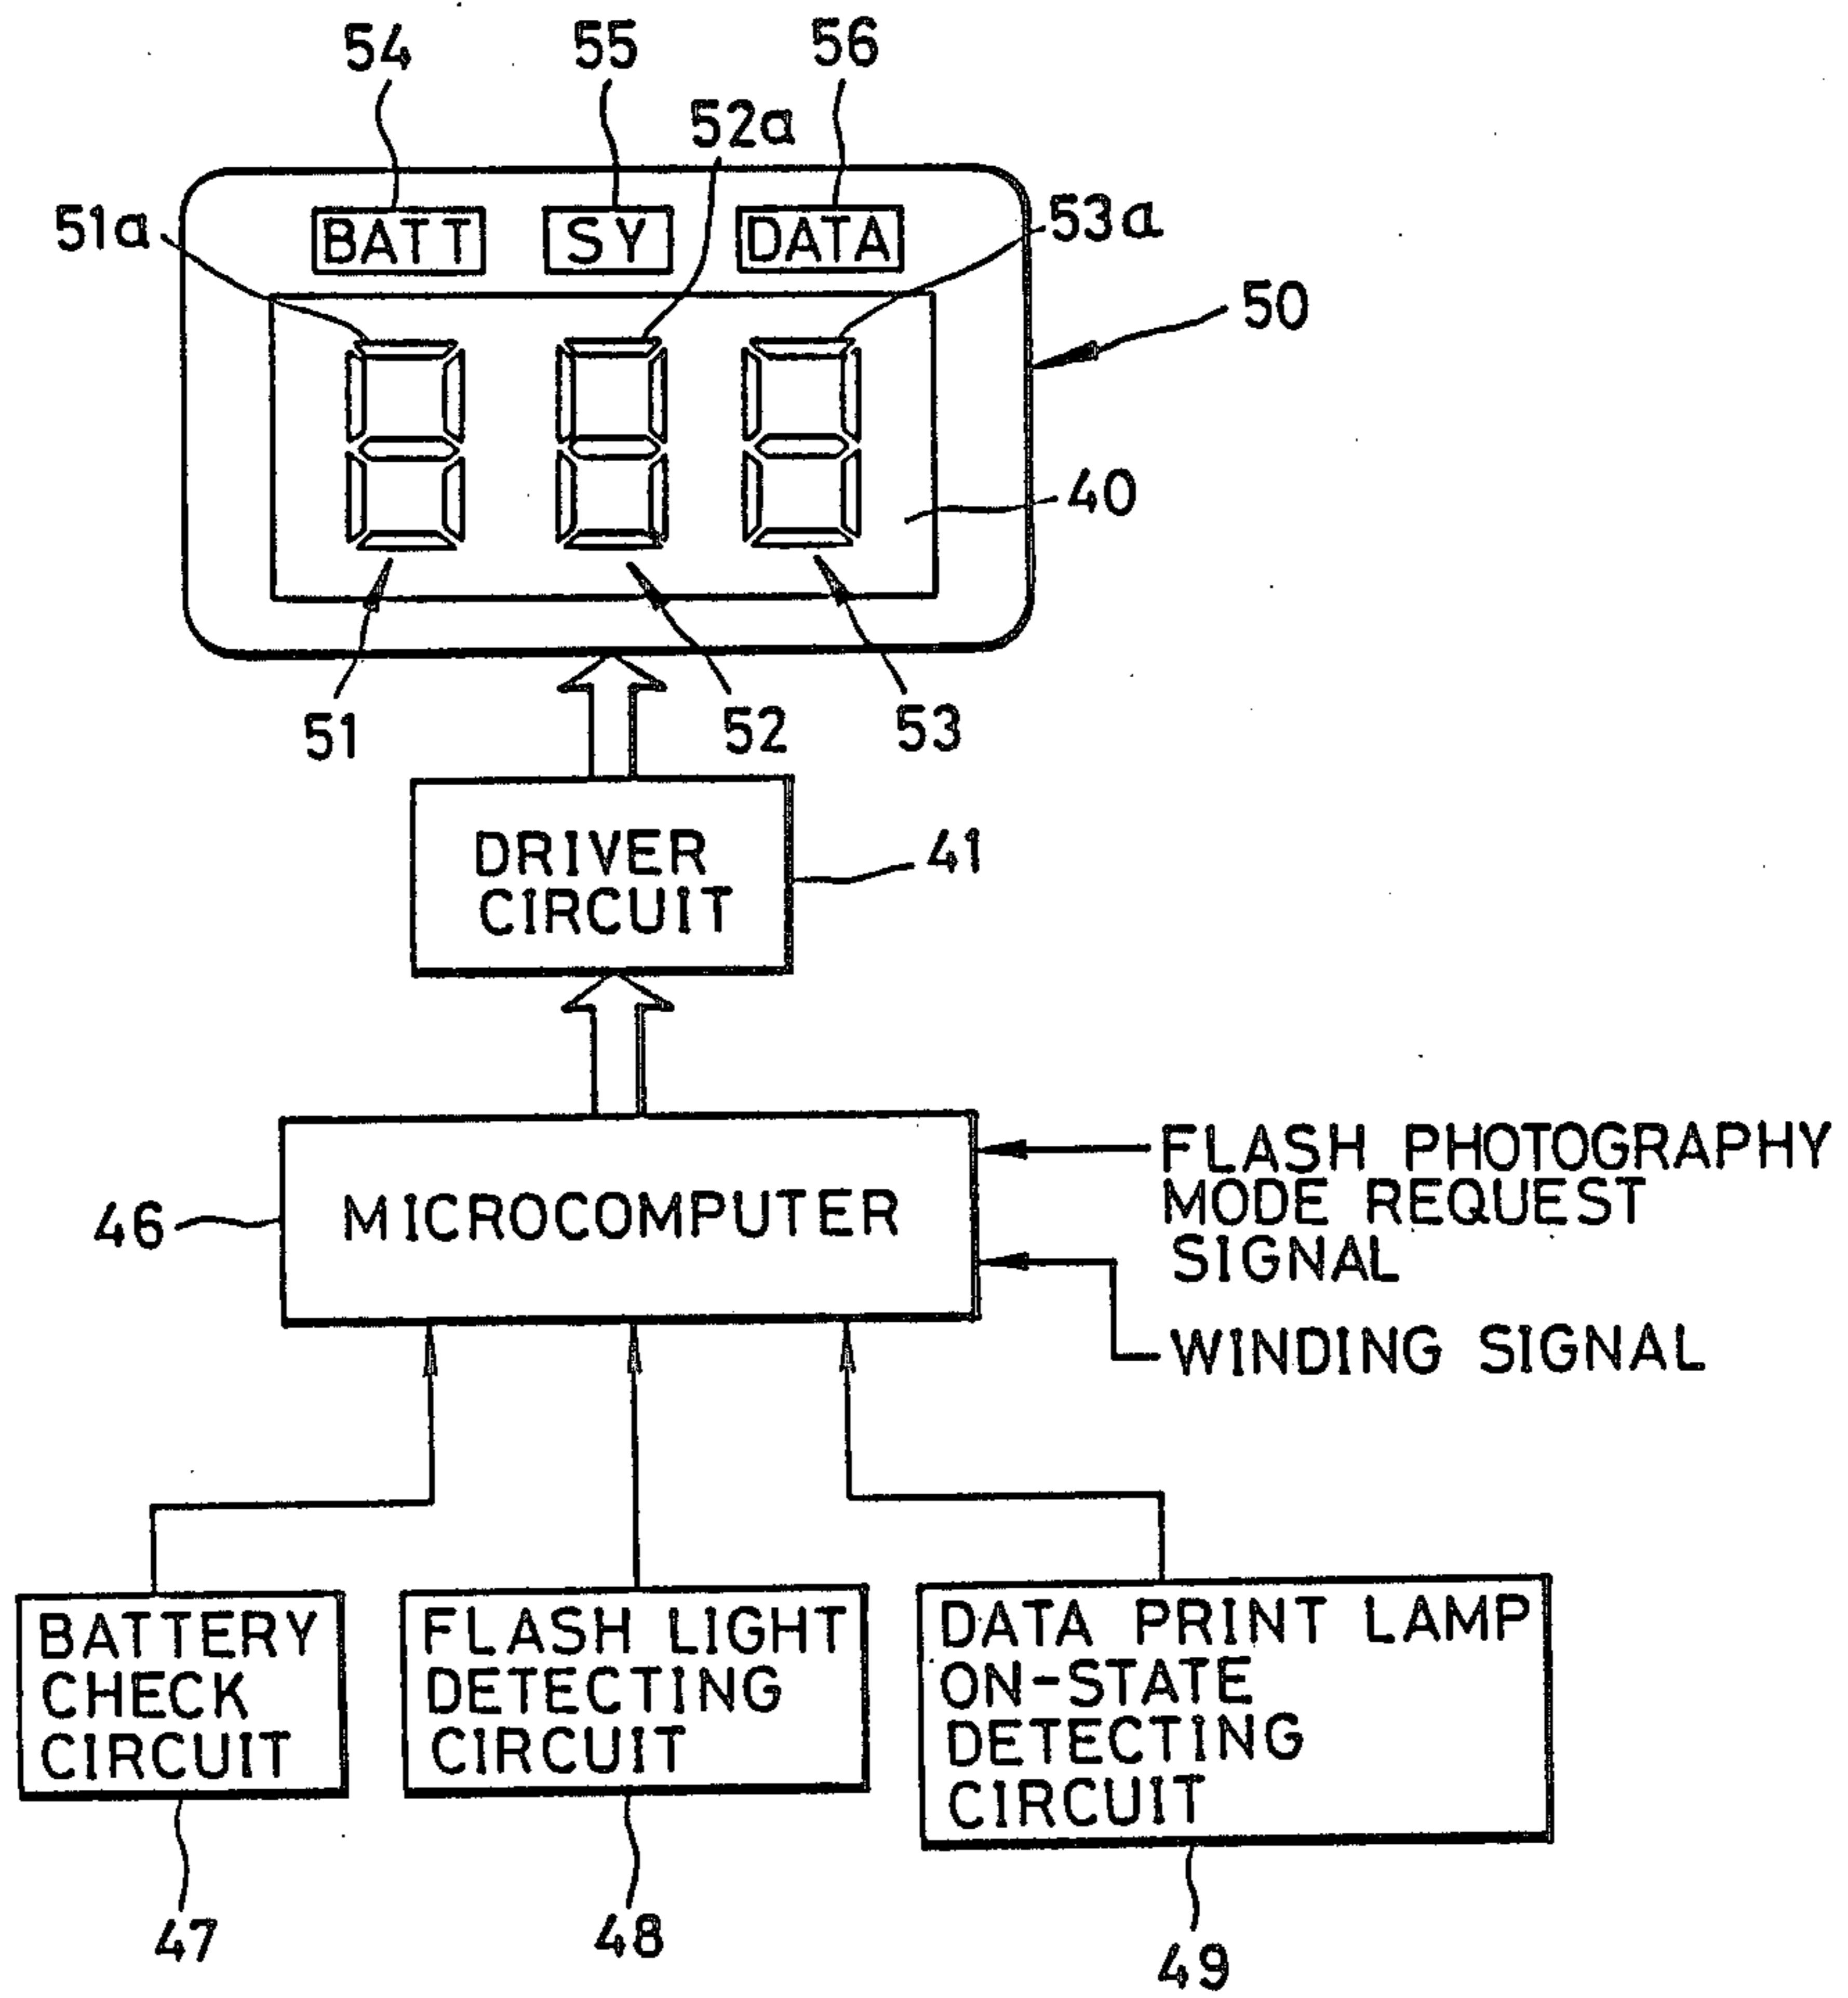 54
55
56
52a
51a
53a
BATT
SY
DATA
50
40
51
52
53
DRIVER
CIRCUIT
41
46
MICROCOMPUTER
FLASH PHOTOGRAPHY
MODE REQUEST
SIGNAL
WINDING SIGNAL
BATTERY
CHECK
CIRCUIT
FLASH LIGHT
DETECTING
CIRCUIT
DATA PRINT LAMP
ON-STATE
DETECTING
CIRCUIT
47
48
49